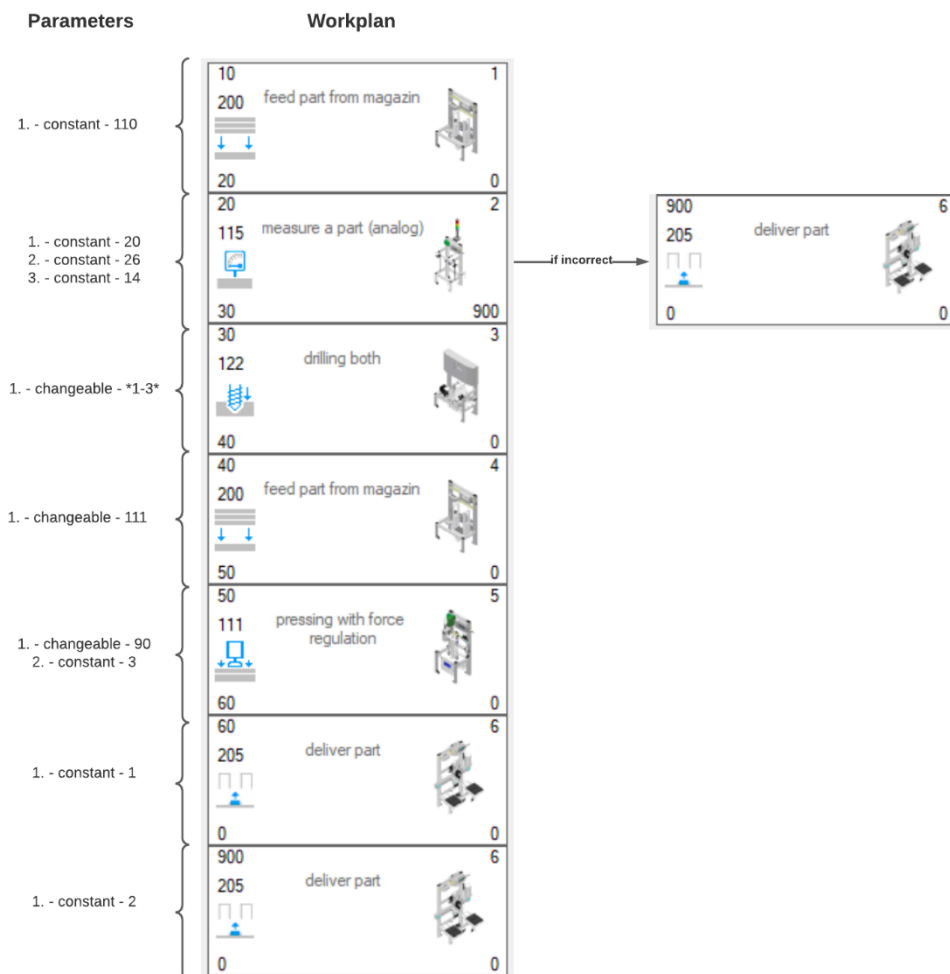 Parameters Workplan
10 1
200 feed part from magazin
1. - constant - 110
20 0
20 2
115 measure a part (analog)
1. - constant - 20
2. - constant - 26
3. - constant - 14
30 900
if incorrect
900 6
205 deliver part
0 0
30 3
122 drilling both
1. - changeable - *1-3*
40 0
40 4
200 feed part from magazin
1. - changeable - 111
50 0
50 5
111 pressing with force
regulation
1. - changeable - 90
2. - constant - 3
60 0
60 6
205 deliver part
1. - constant - 1
0 0
900 6
205 deliver part
1. - constant - 2
0 0